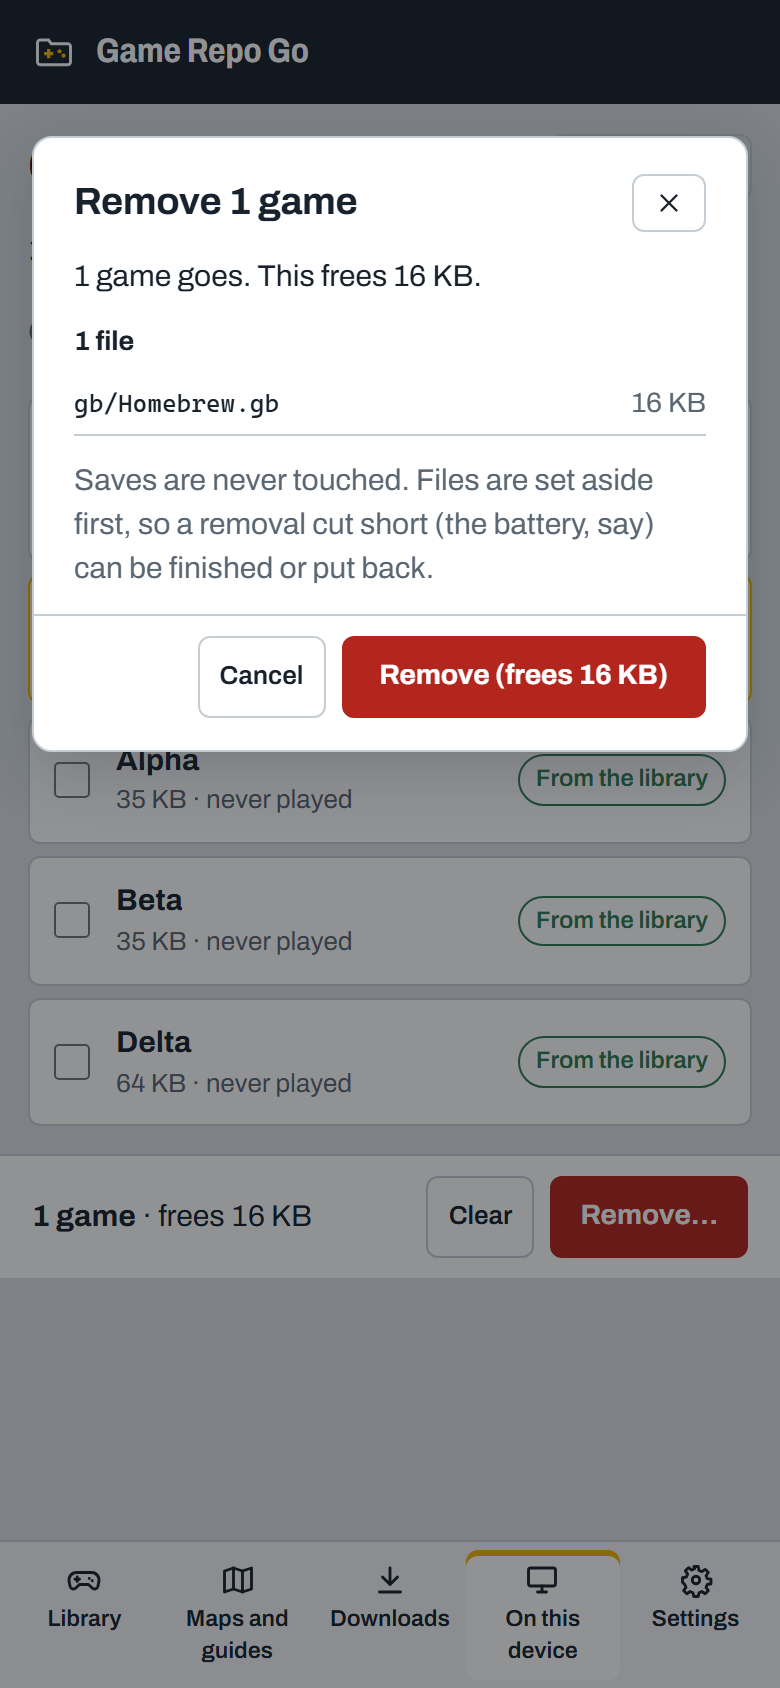 Game Repo Go
Remove 1 game
1 game goes. This frees 16 KB.
1 file
gb/Homebrew.gb 16 KB
Saves are never touched. Files are set aside
first, so a removal cut short (the battery, say)
can be finished or put back.
Cancel Remove (frees 16 KB)
Alpha
35 KB · never played
From the library
Beta
35 KB · never played
From the library
Delta
64 KB · never played
From the library
1 game · frees 16 KB Clear Remove...
Library
Maps and
guides
Downloads
On this
device
Settings